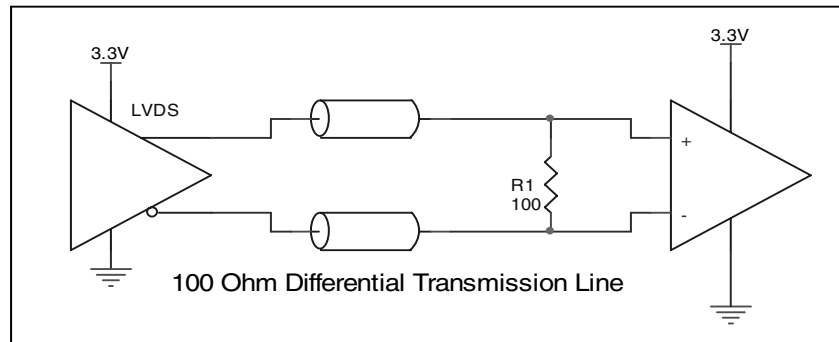 3.3V
3.3V
LVDS
+
R1
100
-
100 Ohm Differential Transmission Line